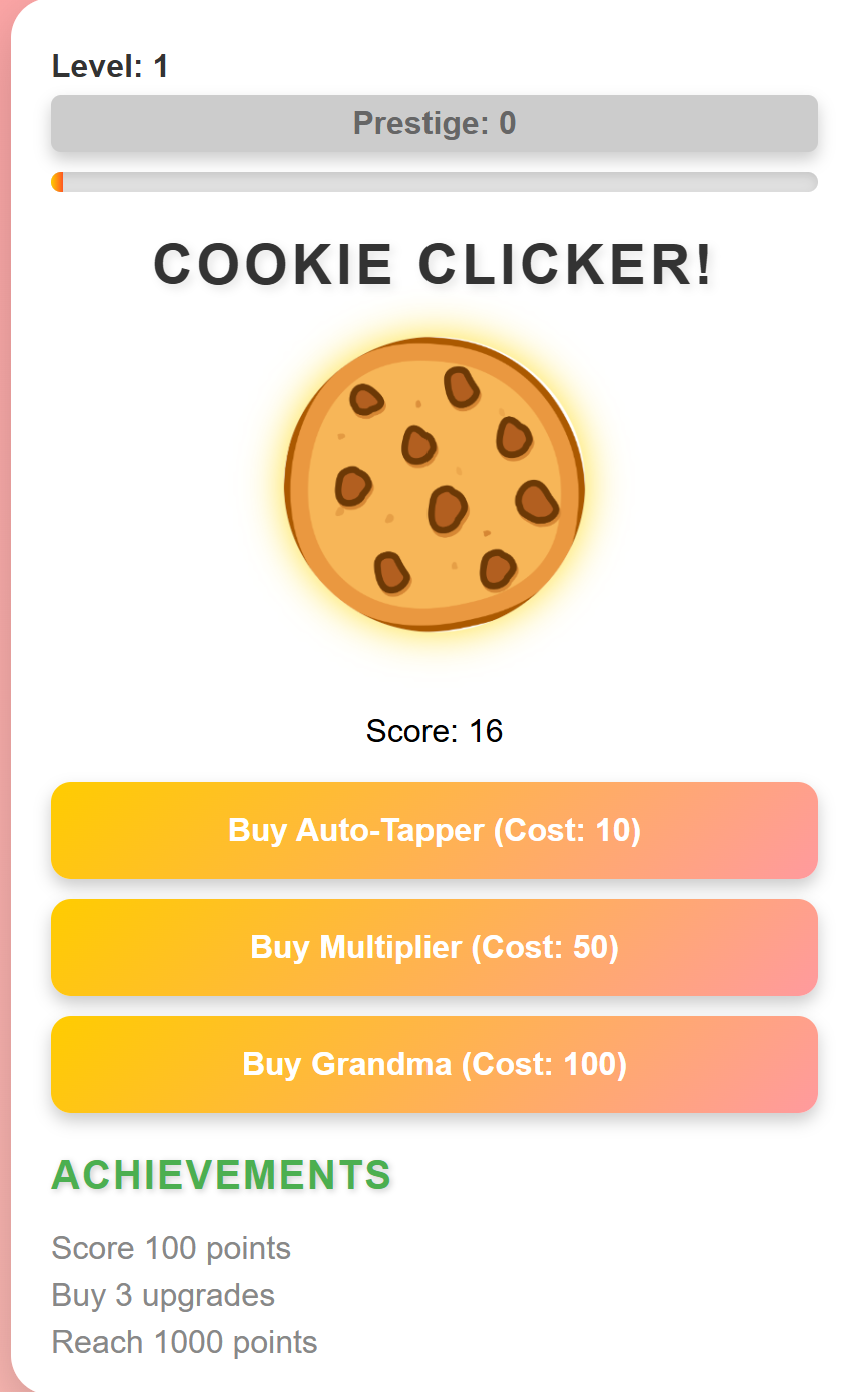 Level: 1
Prestige: 0
COOKIE CLICKER!
Score: 16
Buy Auto-Tapper (Cost: 10)
Buy Multiplier (Cost: 50)
Buy Grandma (Cost: 100)
ACHIEVEMENTS
Score 100 points
Buy 3 upgrades
Reach 1000 points